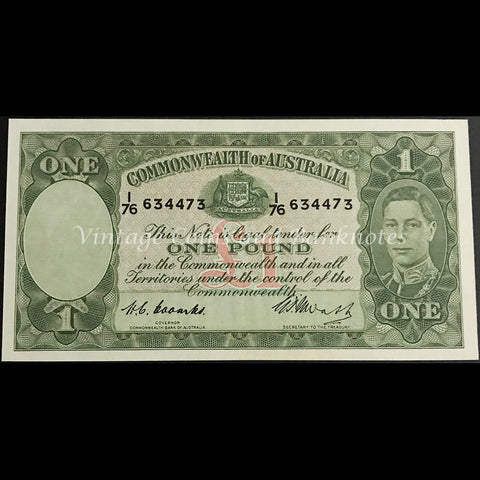 ONE
COMMONWEALTH OF AUSTRALIA
1
AUSTRALIA
I/76 634473
I/76 634473
This Note is legal tender for
ONE POUND
£1
in the Commonwealth and in all
Territories under the control of the
Commonwealth
GOVERNOR
COMMONWEALTH BANK OF AUSTRALIA
SECRETARY TO THE TREASURY
1
ONE
Vintage Banknotes